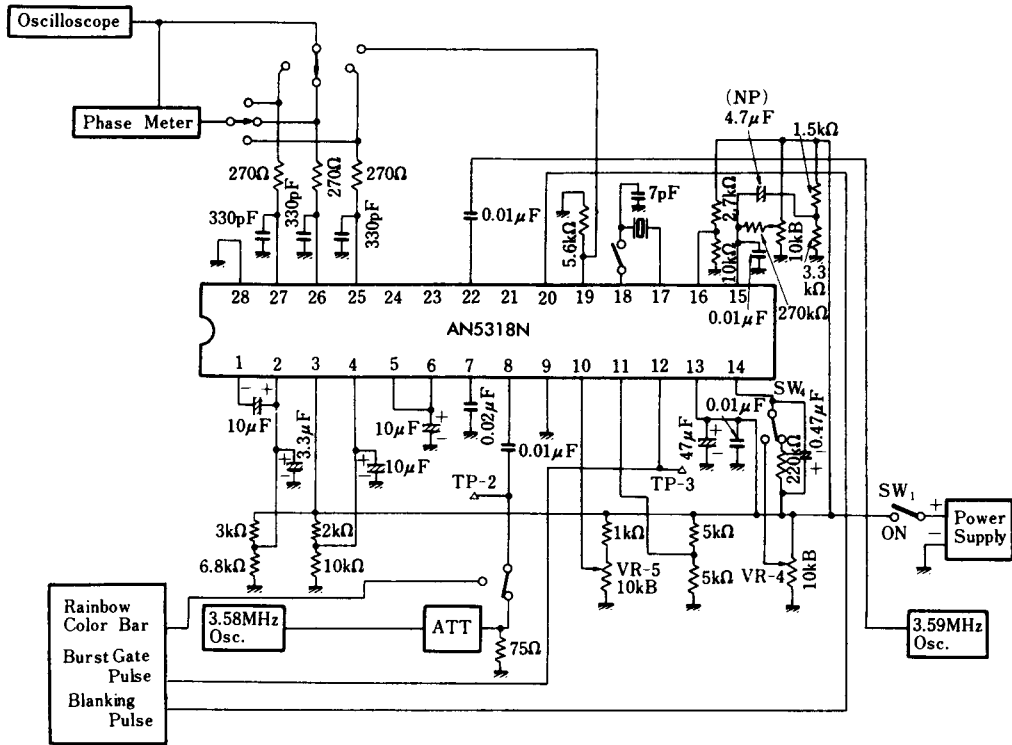 Oscilloscope
Phase Meter
270Ω
270Ω
270Ω
330pF
330pF
330pF
0.01μF
5.6kΩ
7pF
(NP)
4.7μF
1.5kΩ
2.7kΩ
10kΩ
10kB
3.3
kΩ
270kΩ
0.01μF
28 27 26 25 24 23 22 21 20 19 18 17 16 15
AN5318N
1 2 3 4 5 6 7 8 9 10 11 12 13 14
- +
10μF
+
-
3.3μF
+
-
10μF
10μF
+
-
0.02μF
0.01μF
TP-2
TP-3
47μF
+
-
0.01μF
SW4
220kΩ
0.47μF
+
SW1
ON
+
-
Power
Supply
3kΩ
6.8kΩ
2kΩ
10kΩ
1kΩ
VR-5
10kB
5kΩ
5kΩ
VR-4
10kB
Rainbow
Color Bar
Burst Gate
Pulse
Blanking
Pulse
3.58MHz
Osc.
ATT
75Ω
3.59MHz
Osc.